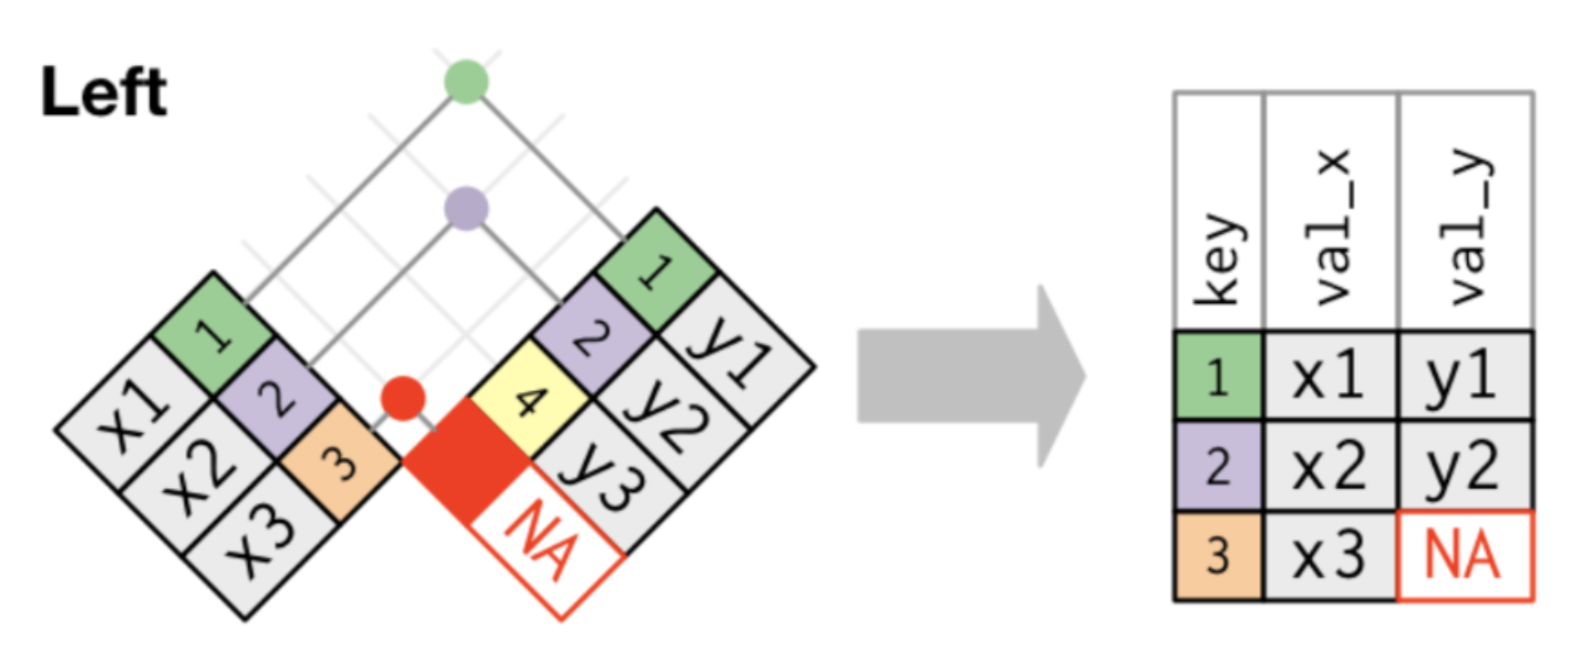 Left
1
x1
2
x2
3
x3
1
y1
2
y2
4
y3
NA
key val_x val_y
1 x1 y1
2 x2 y2
3 x3 NA